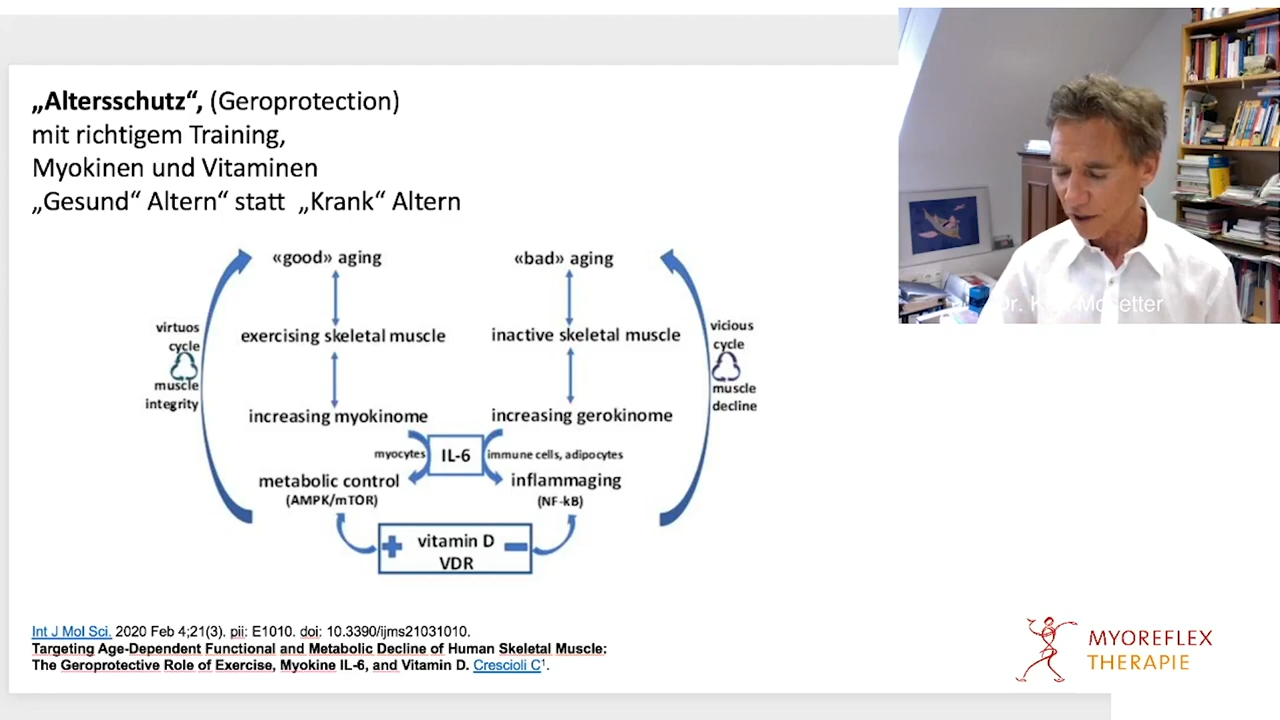 „Altersschutz“, (Geroprotection)
mit richtigem Training,
Myokinen und Vitaminen
„Gesund“ Altern“ statt „Krank“ Altern
«good» aging
«bad» aging
virtuos
cycle
muscle
integrity
exercising skeletal muscle
inactive skeletal muscle
vicious
cycle
muscle
decline
increasing myokinome
increasing gerokinome
myocytes
IL-6
immune cells, adipocytes
metabolic control
(AMPK/mTOR)
inflammaging
(NF-kB)
+ vitamin D −
VDR
Int J Mol Sci. 2020 Feb 4;21(3). pii: E1010. doi: 10.3390/ijms21031010.
Targeting Age-Dependent Functional and Metabolic Decline of Human Skeletal Muscle:
The Geroprotective Role of Exercise, Myokine IL-6, and Vitamin D. Crescioli C1.
Dr.
MYOREFLEX
THERAPIE